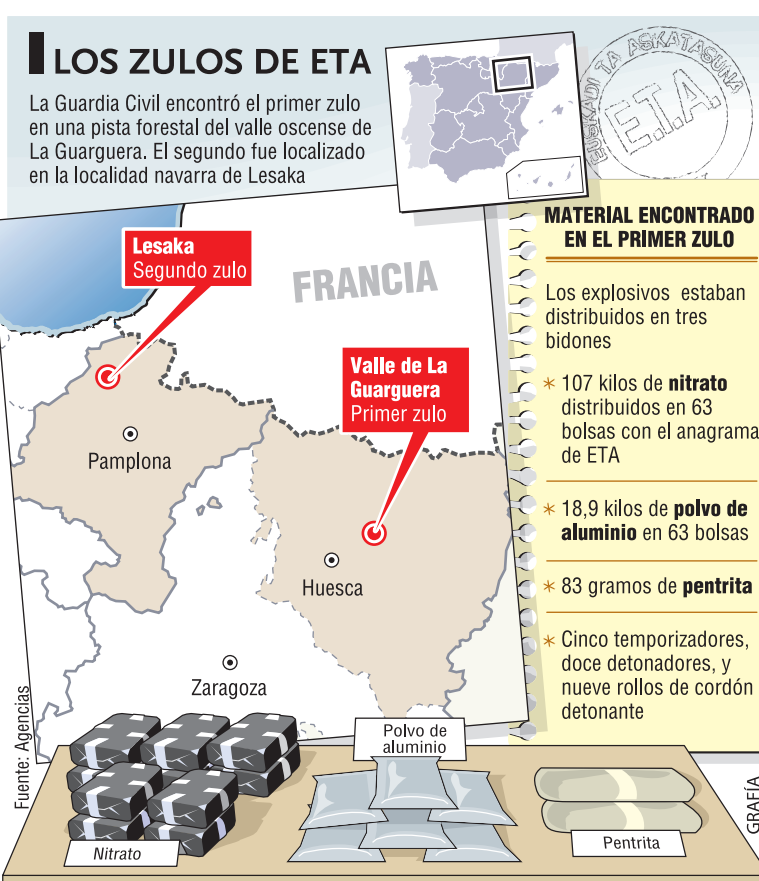 LOS ZULOS DE ETA
La Guardia Civil encontró el primer zulo
en una pista forestal del valle oscense de
La Guarguera. El segundo fue localizado
en la localidad navarra de Lesaka
EUSKADI TA ASKATASUNA
E.T.A.
Lesaka
Segundo zulo
FRANCIA
Valle de La
Guarguera
Primer zulo
Pamplona
Huesca
Zaragoza
MATERIAL ENCONTRADO
EN EL PRIMER ZULO
Los explosivos estaban
distribuidos en tres
bidones
* 107 kilos de nitrato
distribuidos en 63
bolsas con el anagrama
de ETA
* 18,9 kilos de polvo de
aluminio en 63 bolsas
* 83 gramos de pentrita
* Cinco temporizadores,
doce detonadores, y
nueve rollos de cordón
detonante
Fuente: Agencias
Nitrato
Polvo de
aluminio
Pentrita
GRAFÍA